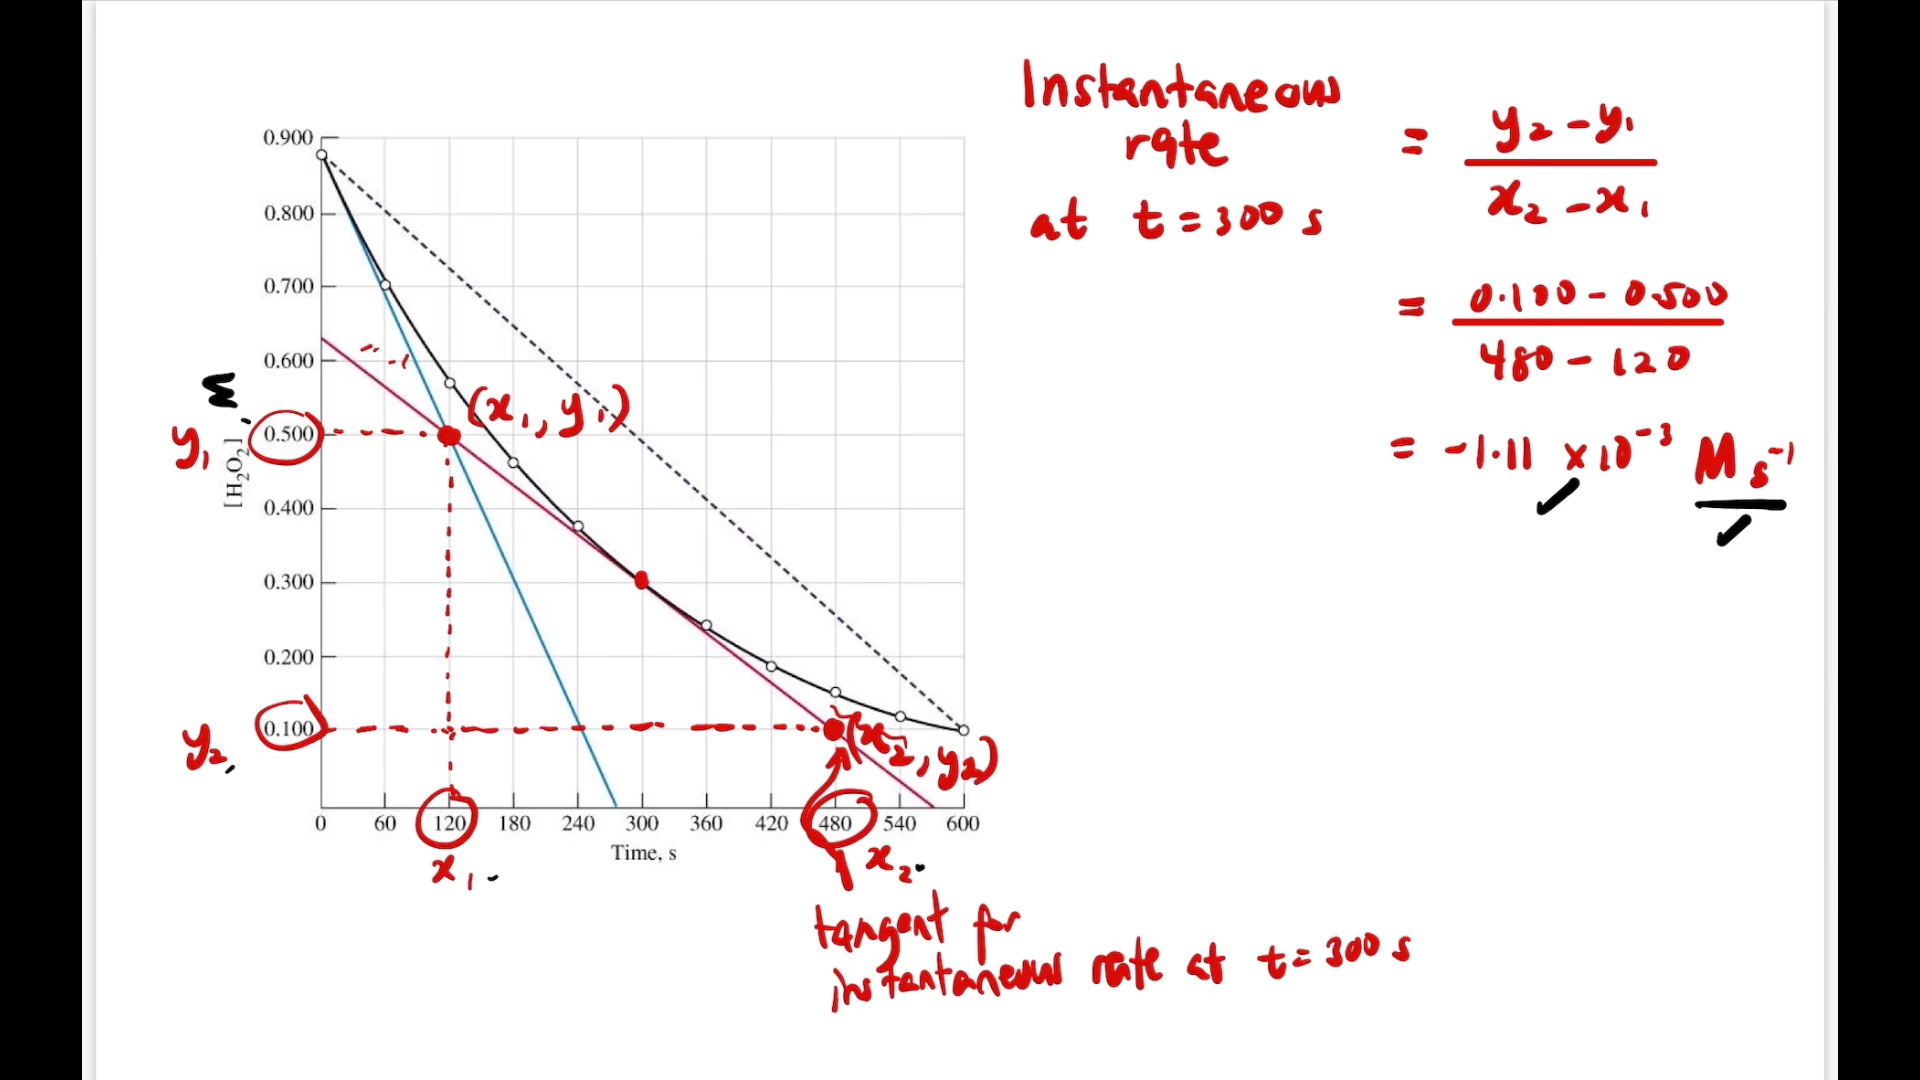 Instantaneous
rate
at t = 300 s
= y₂ - y₁
x₂ - x₁
= 0.100 - 0.500
480 - 120
= -1.11 × 10⁻³ M s⁻¹
0.900
0.800
0.700
0.600
0.500
0.400
0.300
0.200
0.100
[H₂O₂]
M
y₁
y₂
(x₁, y₁)
(x₂, y₂)
0 60 120 180 240 300 360 420 480 540 600
Time, s
x₁
x₂
tangent for
instantaneous rate at t = 300 s